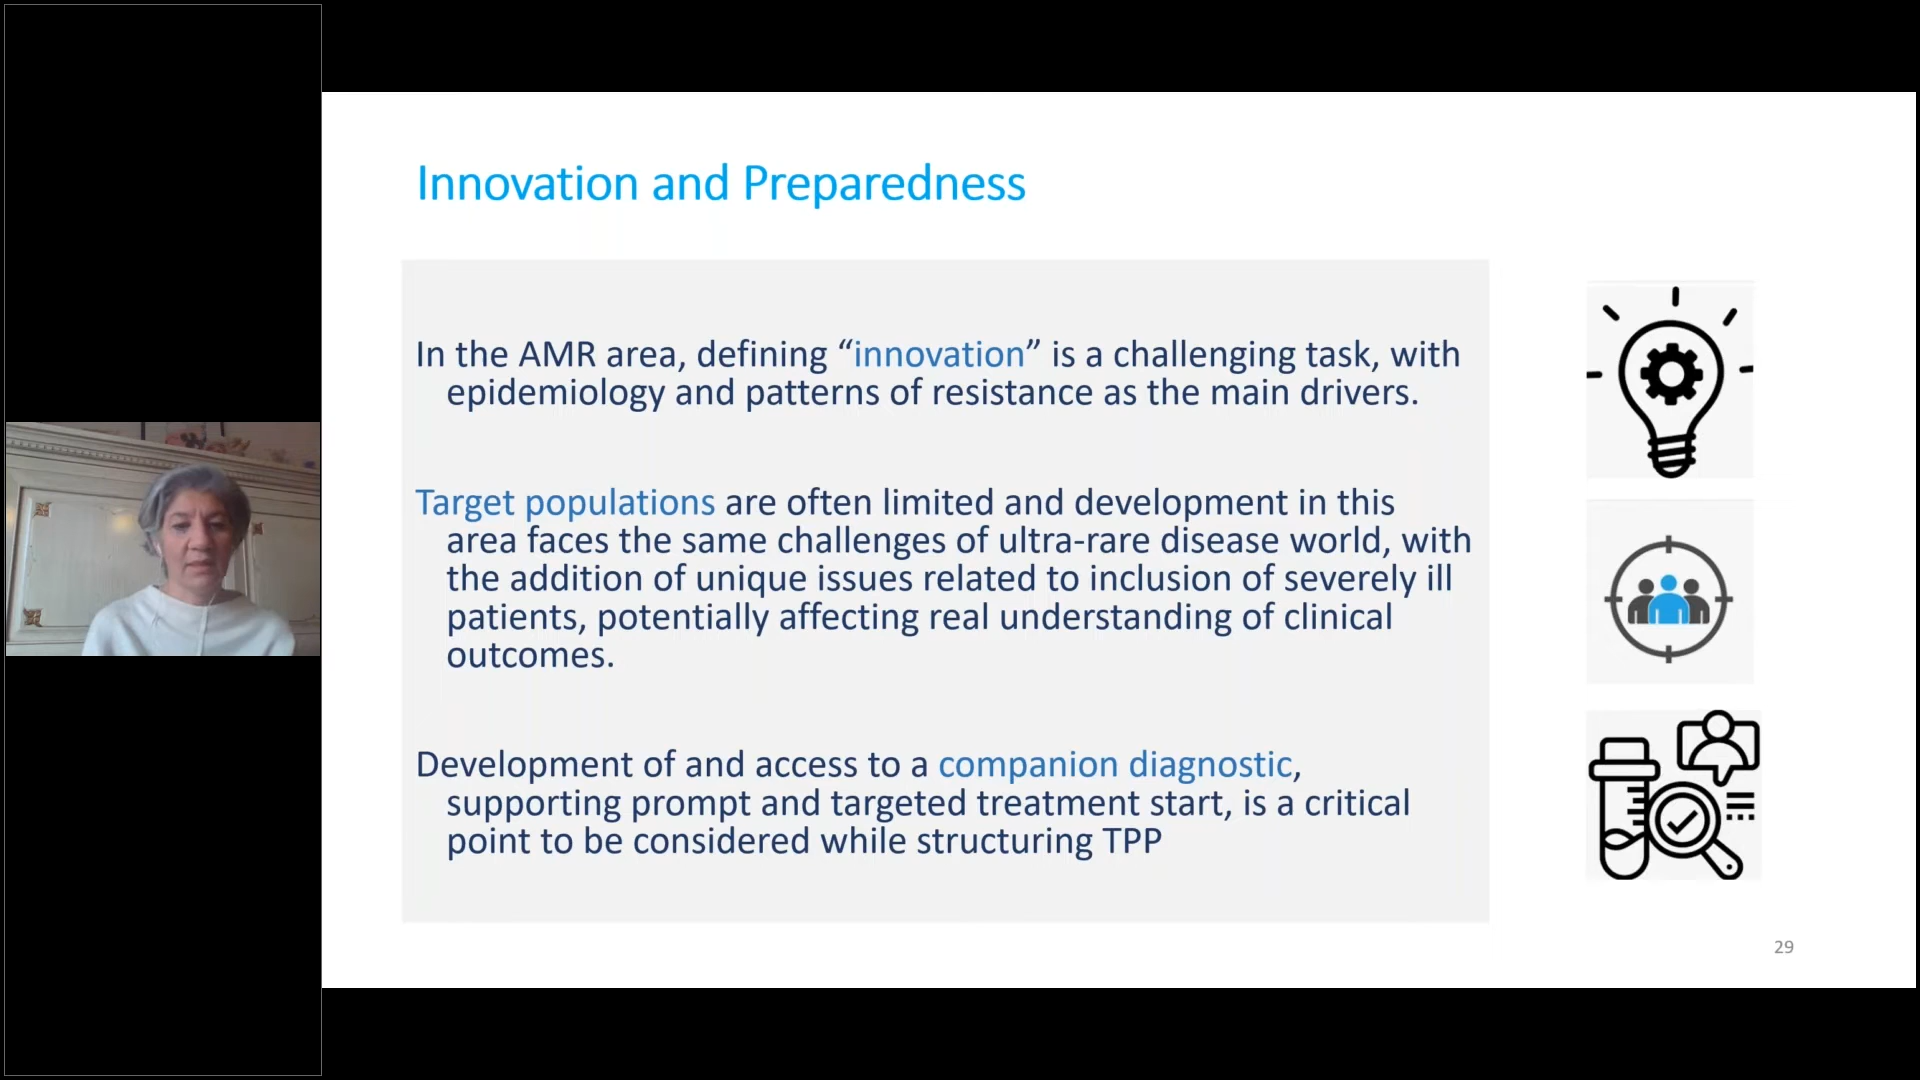 Innovation and Preparedness
In the AMR area, defining “innovation” is a challenging task, with
epidemiology and patterns of resistance as the main drivers.
Target populations are often limited and development in this
area faces the same challenges of ultra-rare disease world, with
the addition of unique issues related to inclusion of severely ill
patients, potentially affecting real understanding of clinical
outcomes.
Development of and access to a companion diagnostic,
supporting prompt and targeted treatment start, is a critical
point to be considered while structuring TPP
29